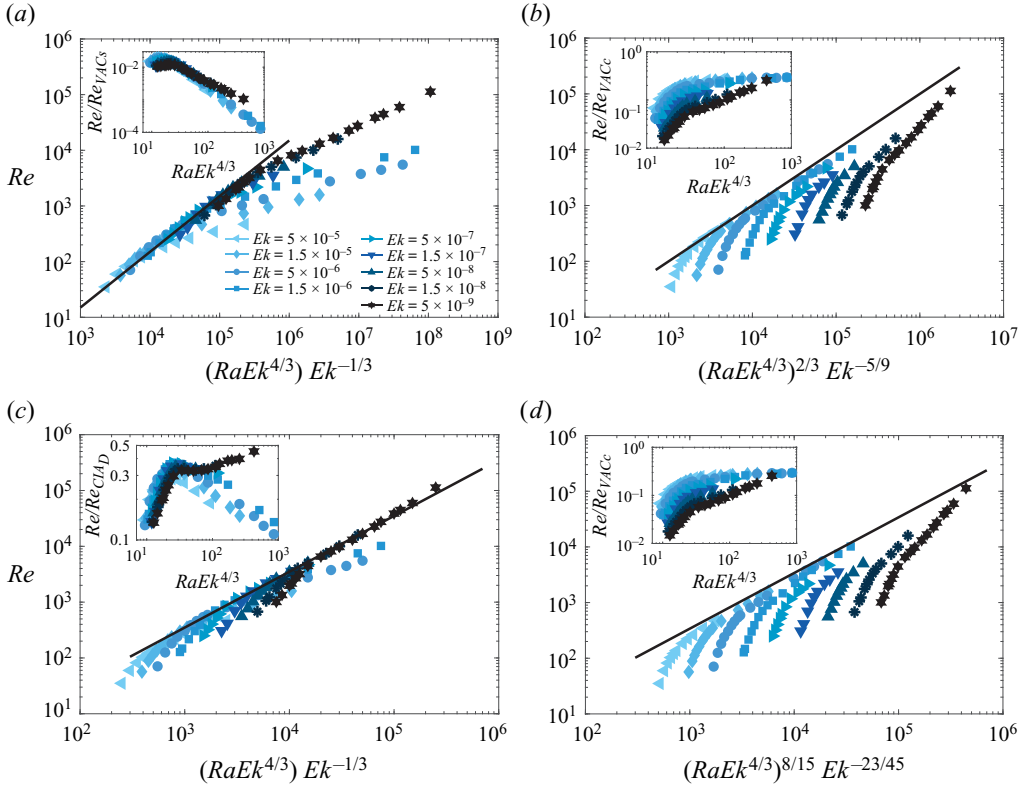 (a)
10^6
10^5
10^4
10^3
10^2
10^1
Re
10^3 10^4 10^5 10^6 10^7 10^8 10^9
(RaEk^{4/3}) Ek^{-1/3}
Re/Re_{VACs}
10^{-2}
10^{-4}
10^1 10^2 10^3
RaEk^{4/3}
Ek = 5 × 10^{-5}
Ek = 1.5 × 10^{-5}
Ek = 5 × 10^{-6}
Ek = 1.5 × 10^{-6}
Ek = 5 × 10^{-7}
Ek = 1.5 × 10^{-7}
Ek = 5 × 10^{-8}
Ek = 1.5 × 10^{-8}
Ek = 5 × 10^{-9}
(b)
10^6
10^5
10^4
10^3
10^2
10^1
10^2 10^3 10^4 10^5 10^6 10^7
(RaEk^{4/3})^{2/3} Ek^{-5/9}
Re/Re_{VACc}
10^0
10^{-1}
10^{-2}
10^1 10^2 10^3
RaEk^{4/3}
(c)
10^6
10^5
10^4
10^3
10^2
10^1
Re
10^2 10^3 10^4 10^5 10^6
(RaEk^{4/3}) Ek^{-1/3}
Re/Re_{CIA_D}
0.5
0.3
0.1
10^1 10^2 10^3
RaEk^{4/3}
(d)
10^6
10^5
10^4
10^3
10^2
10^1
10^2 10^3 10^4 10^5 10^6
(RaEk^{4/3})^{8/15} Ek^{-23/45}
Re/Re_{VACc}
10^0
10^{-1}
10^{-2}
10^1 10^2 10^3
RaEk^{4/3}